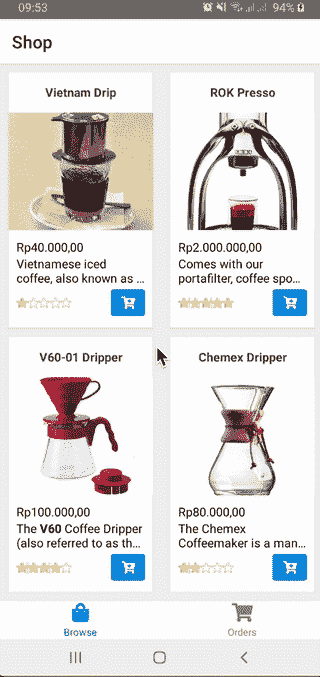 09:53
94%
Shop
Vietnam Drip
Rp40.000,00
Vietnamese iced
coffee, also known as ...
ROK Presso
Rp2.000.000,00
Comes with our
portafilter, coffee spo...
V60-01 Dripper
Rp100.000,00
The V60 Coffee Dripper
(also referred to as th...
Chemex Dripper
Rp80.000,00
The Chemex
Coffeemaker is a man...
Browse
Orders